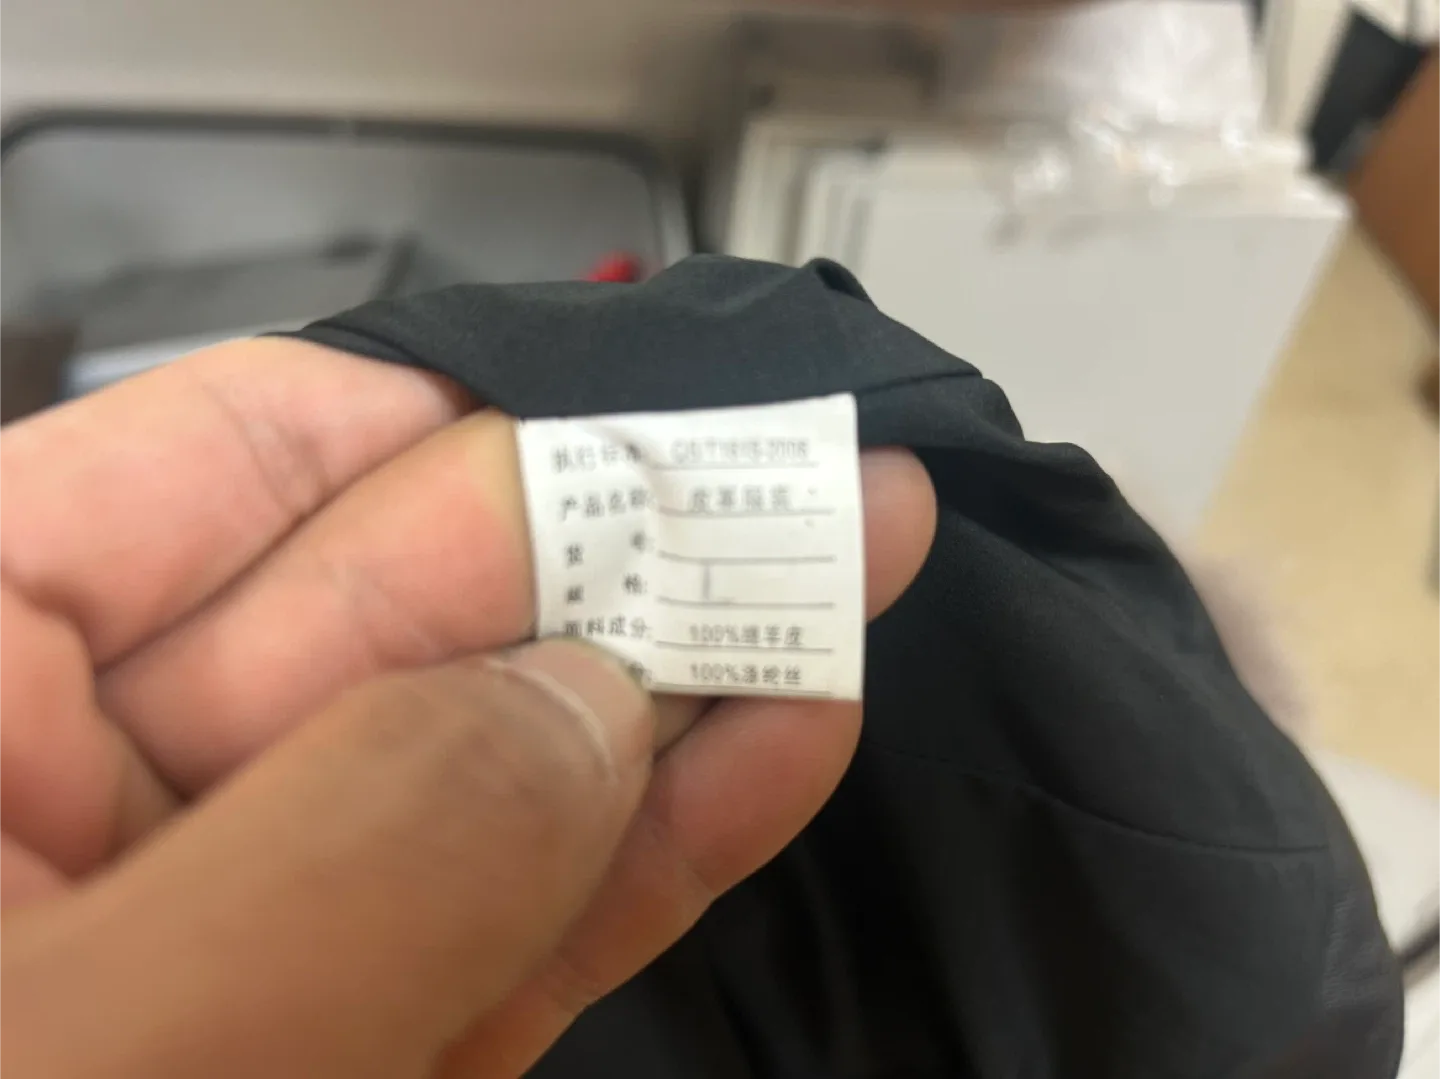 执行标准: QB/T1615-2006
产品名称: 皮革服装
货 号:
规 格: L
面料成分: 100%绵羊皮
100%涤纶丝